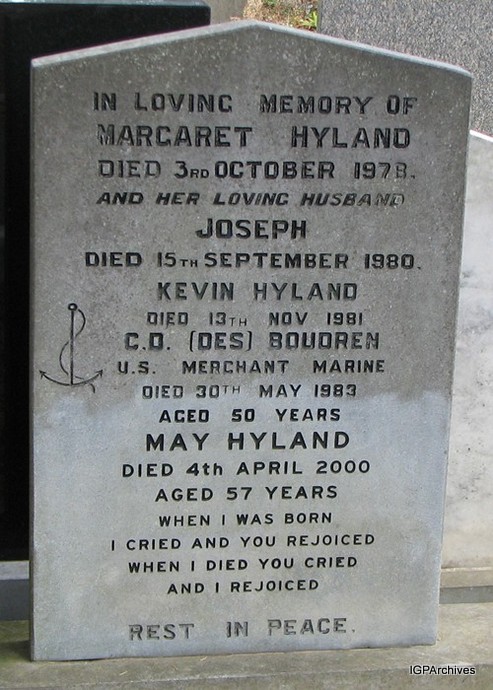 IN LOVING MEMORY OF
MARGARET HYLAND
DIED 3RD OCTOBER 1978.
AND HER LOVING HUSBAND
JOSEPH
DIED 15TH SEPTEMBER 1980.
KEVIN HYLAND
DIED 13TH NOV 1981
C.D. (DES) BOUDREN
U.S. MERCHANT MARINE
DIED 30TH MAY 1983
AGED 50 YEARS
MAY HYLAND
DIED 4th APRIL 2000
AGED 57 YEARS
WHEN I WAS BORN
I CRIED AND YOU REJOICED
WHEN I DIED YOU CRIED
AND I REJOICED
REST IN PEACE.
IGPArchives